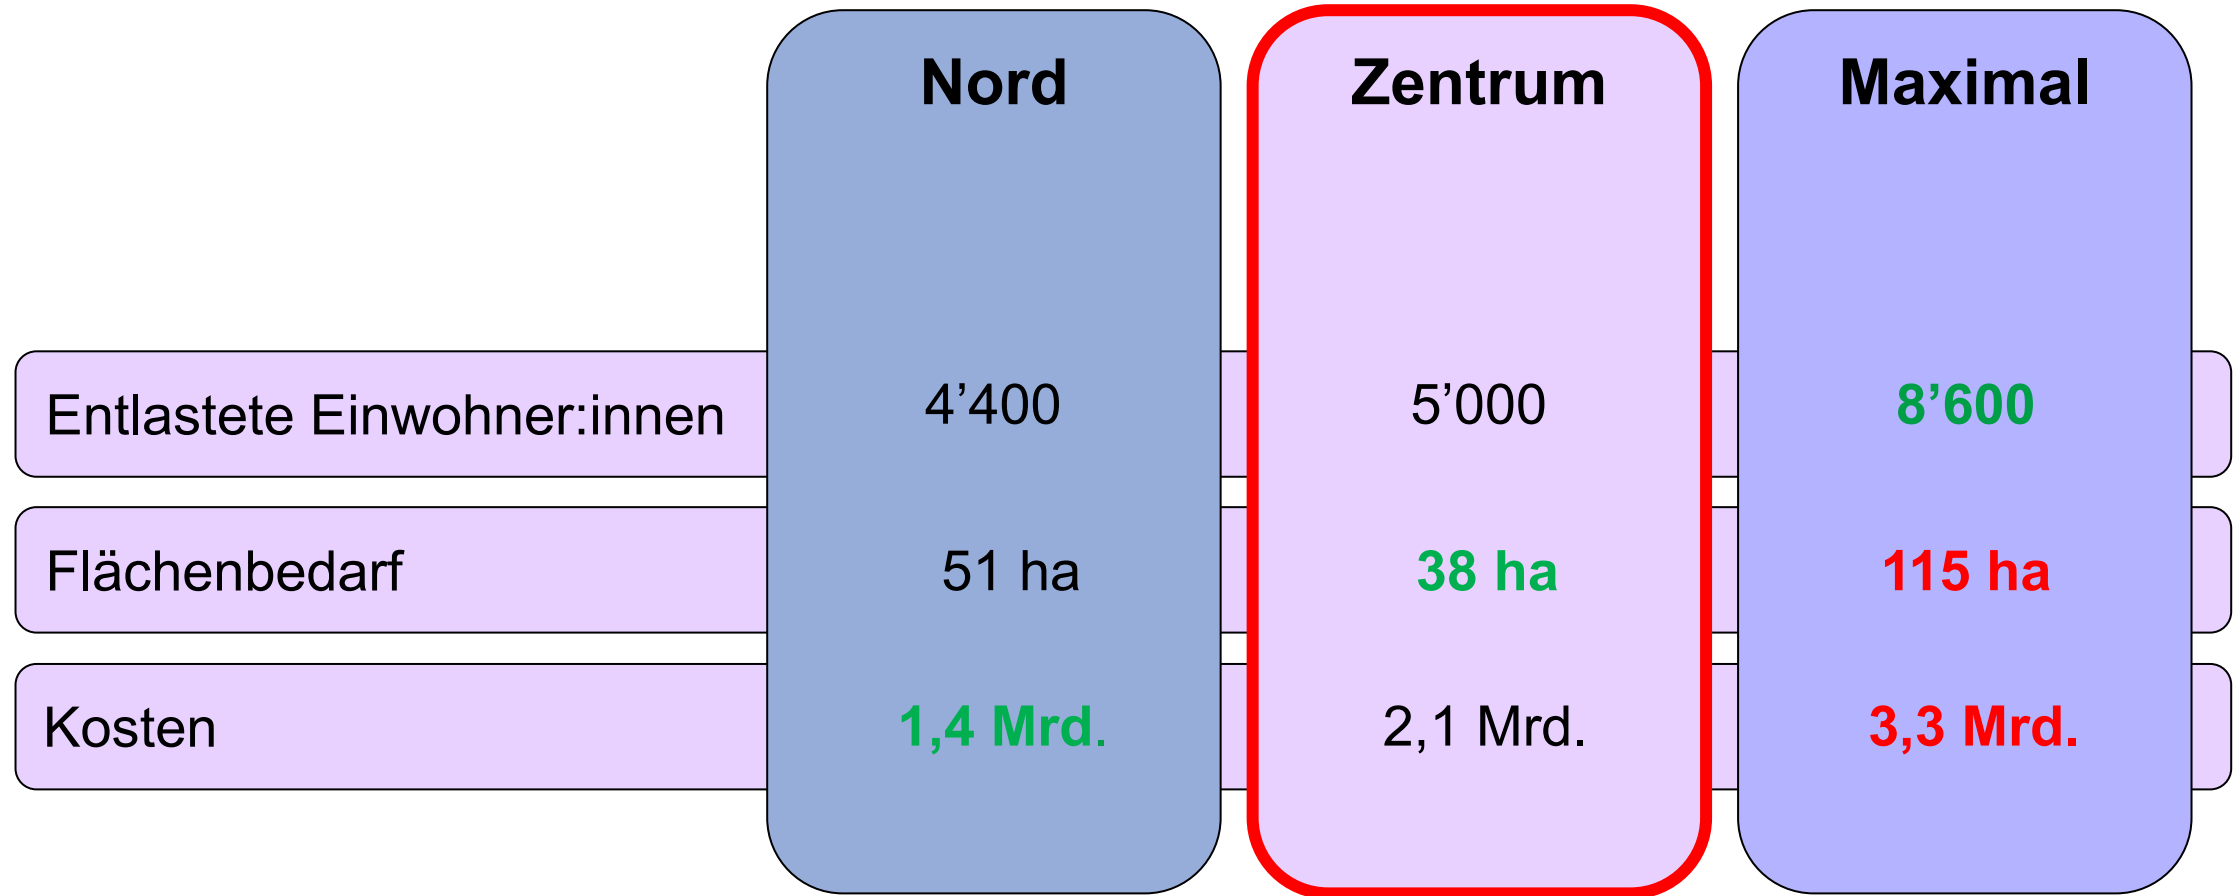 Nord Zentrum Maximal
Entlastete Einwohner:innen 4’400 5’000 8’600
Flächenbedarf 51 ha 38 ha 115 ha
Kosten 1,4 Mrd. 2,1 Mrd. 3,3 Mrd.